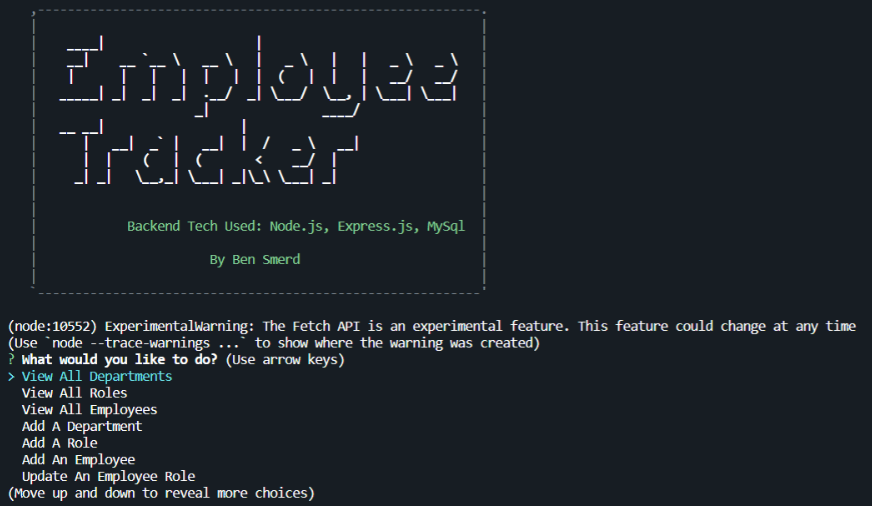 Employee
Tracker
Backend Tech Used: Node.js, Express.js, MySql
By Ben Smerd
(node:10552) ExperimentalWarning: The Fetch API is an experimental feature. This feature could change at any time
(Use `node --trace-warnings ...` to show where the warning was created)
? What would you like to do? (Use arrow keys)
> View All Departments
View All Roles
View All Employees
Add A Department
Add A Role
Add An Employee
Update An Employee Role
(Move up and down to reveal more choices)